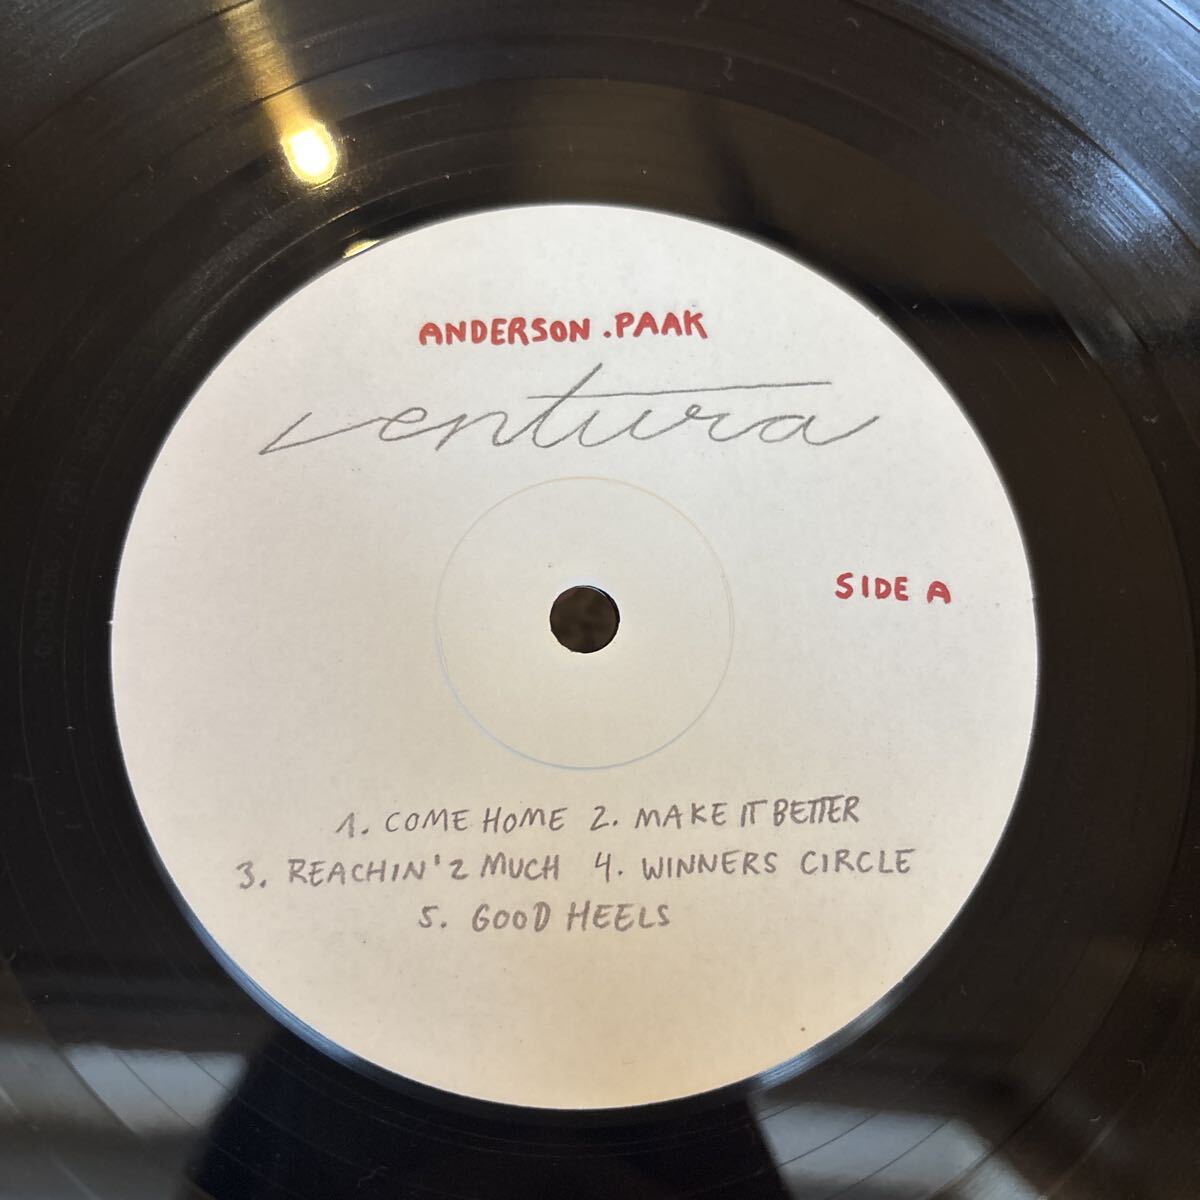 ANDERSON .PAAK
ventura
SIDE A
1. COME HOME 2. MAKE IT BETTER
3. REACHIN' 2 MUCH 4. WINNERS CIRCLE
5. GOOD HEELS